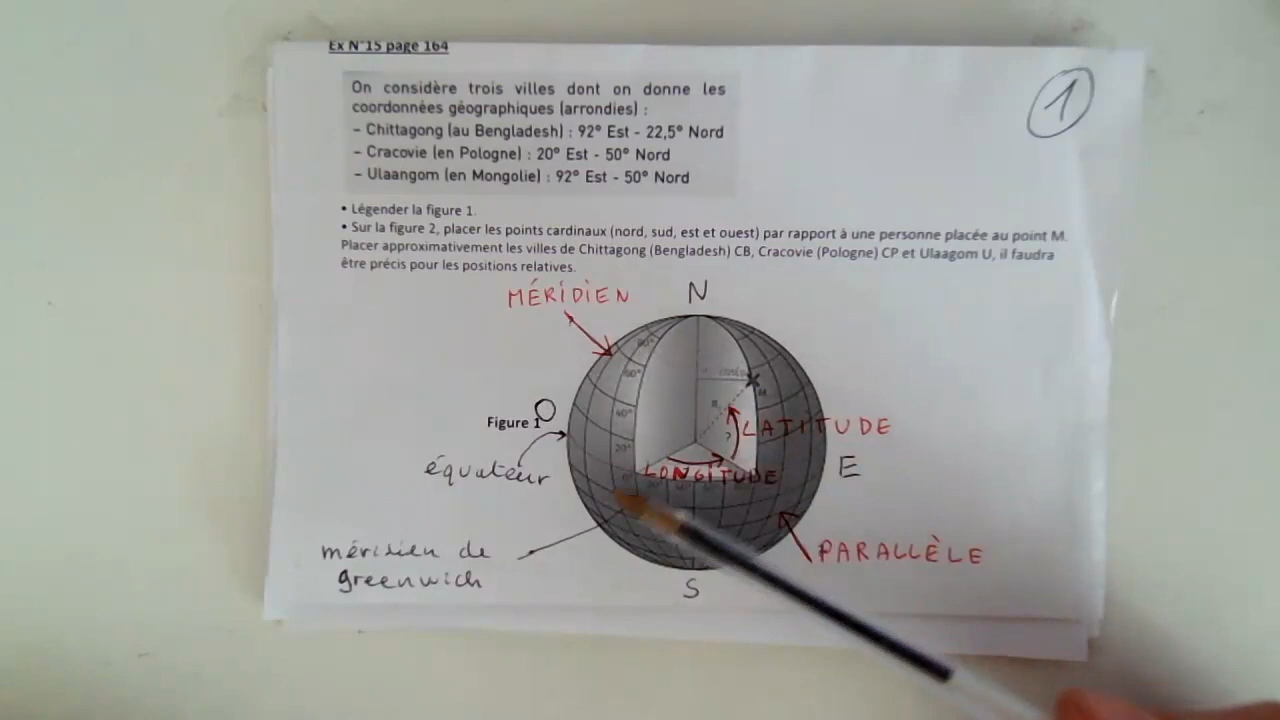 Ex N°15 page 164
1
On considère trois villes dont on donne les
coordonnées géographiques (arrondies) :
- Chittagong (au Bengladesh) : 92° Est - 22,5° Nord
- Cracovie (en Pologne) : 20° Est - 50° Nord
- Ulaangom (en Mongolie) : 92° Est - 50° Nord
• Légender la figure 1.
• Sur la figure 2, placer les points cardinaux (nord, sud, est et ouest) par rapport à une personne placée au point M.
Placer approximativement les villes de Chittagong (Bengladesh) CB, Cracovie (Pologne) CP et Ulaagom U, il faudra
être précis pour les positions relatives.
MÉRIDIEN
N
80°
60°
M
40°
O
Figure 1
LATITUDE
?
20°
équateur
E
LONGITUDE
méridien de
greenwich
PARALLÈLE
S